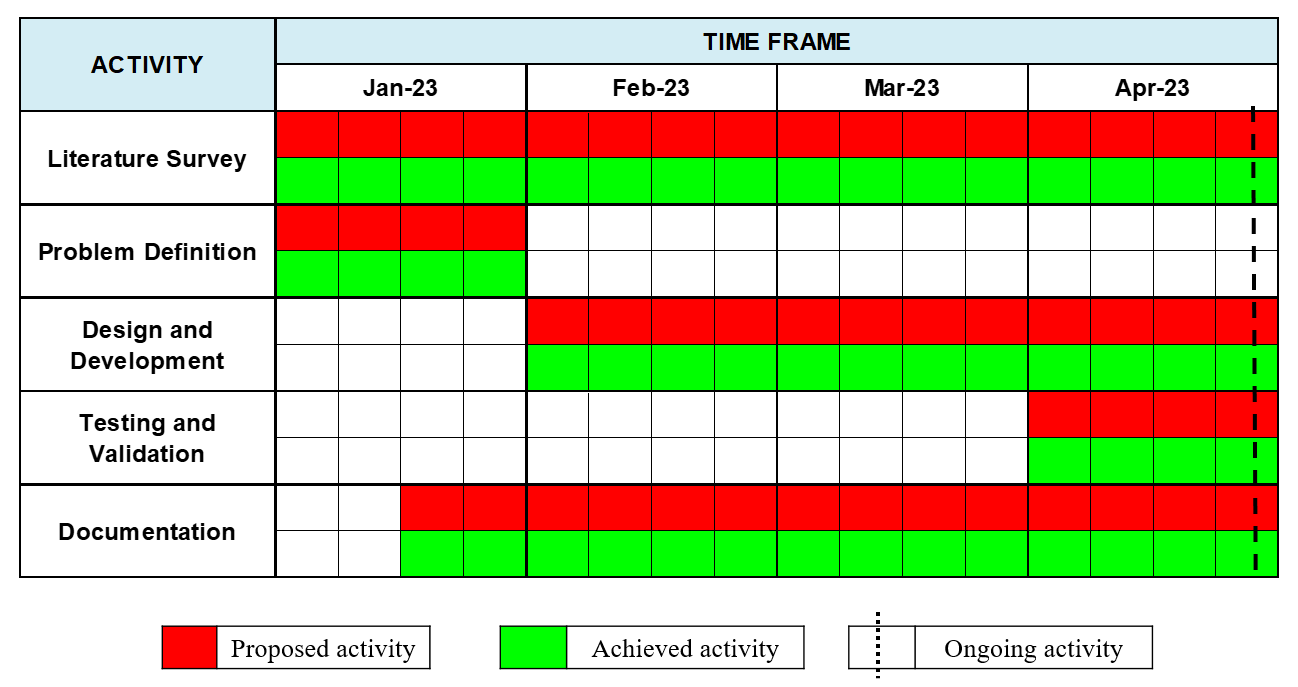 ACTIVITY
TIME FRAME
Jan-23
Feb-23
Mar-23
Apr-23
Literature Survey
Problem Definition
Design and
Development
Testing and
Validation
Documentation
Proposed activity
Achieved activity
Ongoing activity